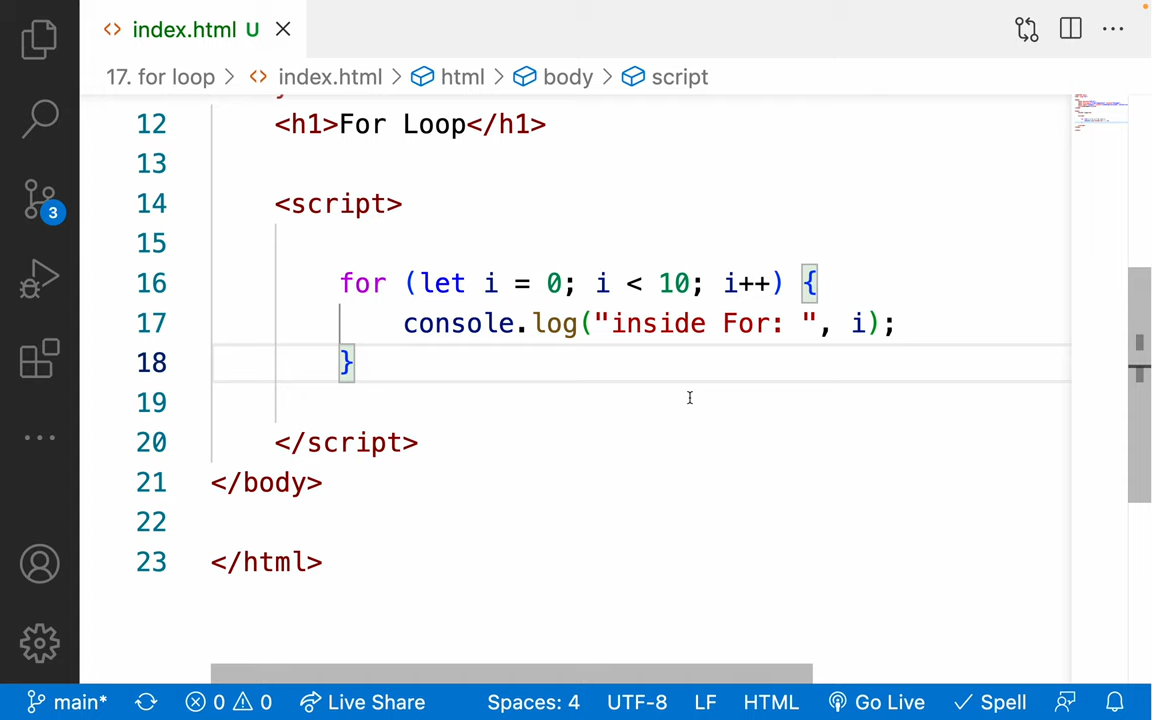 index.html U
17. for loop > index.html > html > body > script
12 <h1>For Loop</h1>
13
14 <script>
15
16 for (let i = 0; i < 10; i++) {
17 console.log("inside For: ", i);
18 }
19
20 </script>
21 </body>
22
23 </html>
3
main* 0 0 Live Share Spaces: 4 UTF-8 LF HTML Go Live Spell